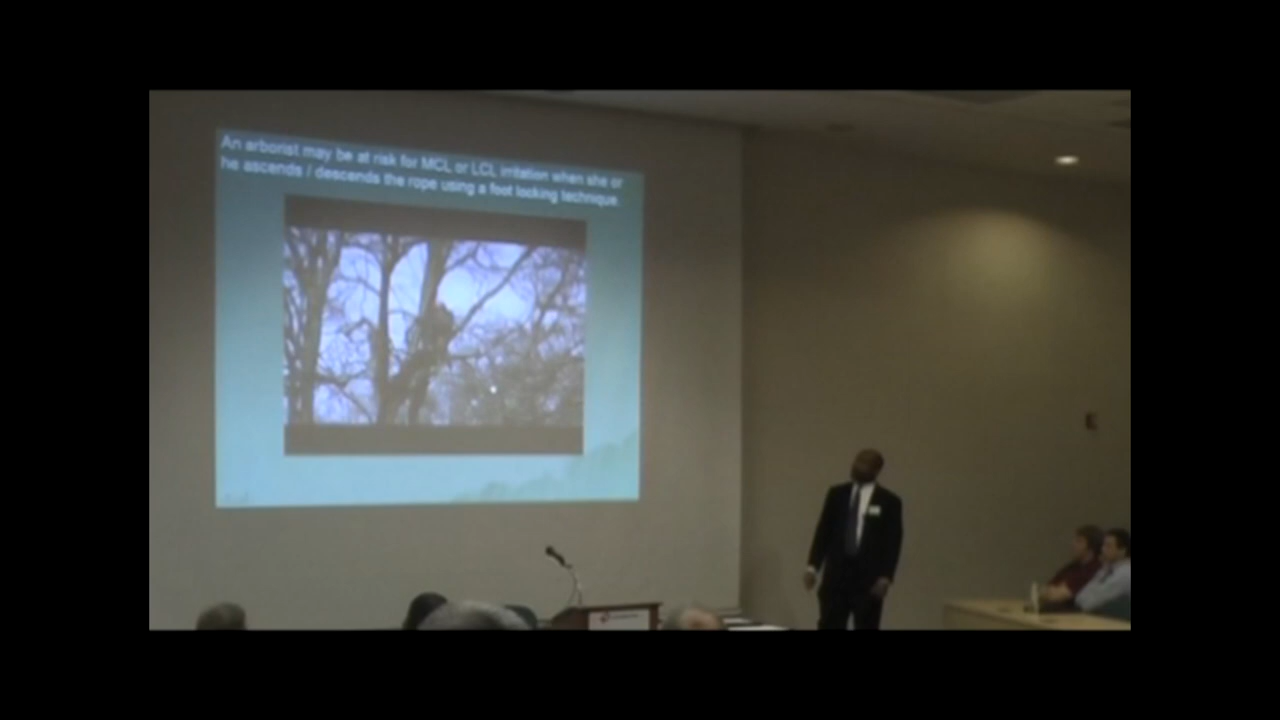 An arborist may be at risk for MCL or LCL irritation when she or
he ascends / descends the rope using a foot locking technique